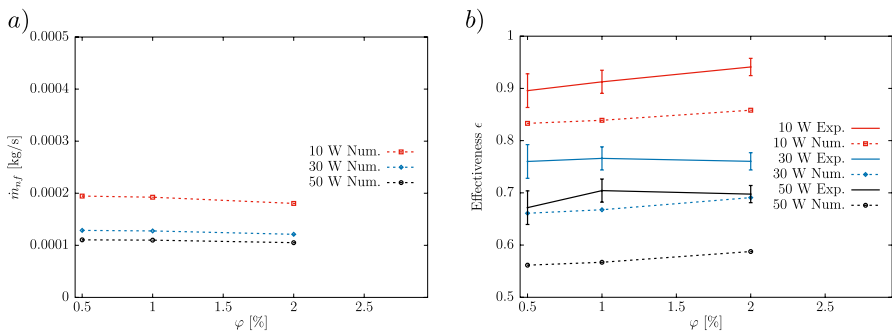 a)
0.0005
0.0004
0.0003
0.0002
0.0001
0
ṁnf [kg/s]
10 W Num.
30 W Num.
50 W Num.
0.5
1
1.5
2
2.5
φ [%]
b)
1
0.9
0.8
0.7
0.6
0.5
Effectiveness ϵ
10 W Exp.
10 W Num.
30 W Exp.
30 W Num.
50 W Exp.
50 W Num.
0.5
1
1.5
2
2.5
φ [%]